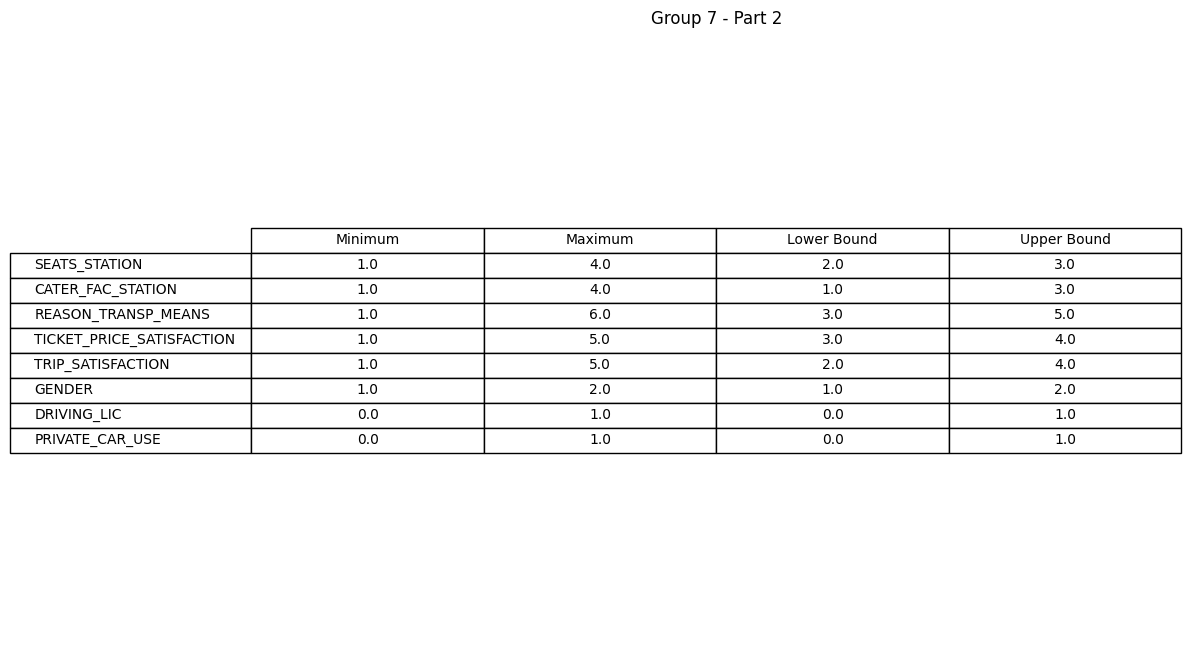 Group 7 - Part 2
Minimum Maximum Lower Bound Upper Bound
SEATS_STATION 1.0 4.0 2.0 3.0
CATER_FAC_STATION 1.0 4.0 1.0 3.0
REASON_TRANSP_MEANS 1.0 6.0 3.0 5.0
TICKET_PRICE_SATISFACTION 1.0 5.0 3.0 4.0
TRIP_SATISFACTION 1.0 5.0 2.0 4.0
GENDER 1.0 2.0 1.0 2.0
DRIVING_LIC 0.0 1.0 0.0 1.0
PRIVATE_CAR_USE 0.0 1.0 0.0 1.0